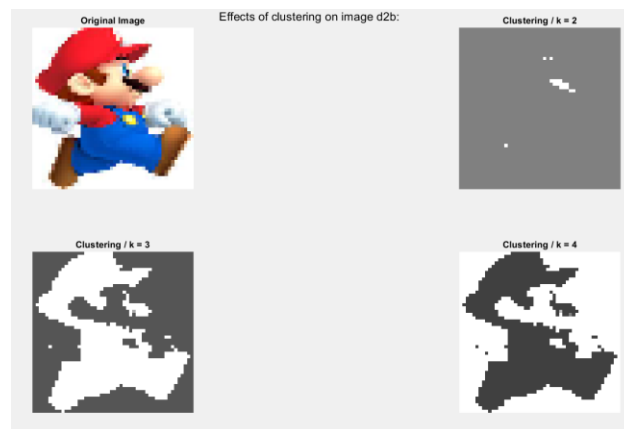 Effects of clustering on image d2b:
Original Image
Clustering / k = 2
Clustering / k = 3
Clustering / k = 4